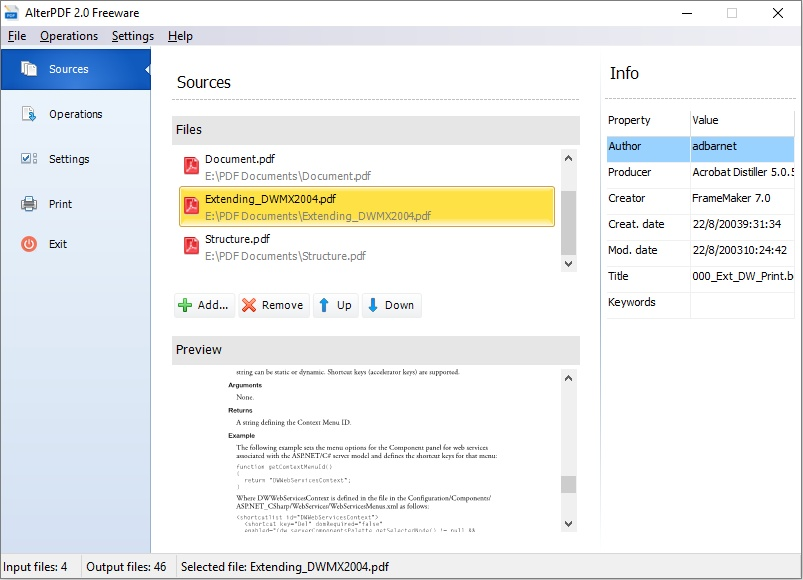 AlterPDF 2.0 Freeware
File Operations Settings Help
Sources
Operations
Settings
Print
Exit
Sources
Files
Document.pdf
E:\PDF Documents\Document.pdf
Extending_DWMX2004.pdf
E:\PDF Documents\Extending_DWMX2004.pdf
Structure.pdf
E:\PDF Documents\Structure.pdf
Add... Remove Up Down
Preview
string can be static or dynamic. Shortcut keys (accelerator keys) are supported.
Arguments
None.
Returns
A string defining the Context Menu ID.
Example
The following example sets the menu options for the Component panel for web services
associated with the ASP.NET/C# server model and defines the shortcut keys for that menu:
function getContextMenuId()
{
return "DWWebServicesContext";
}
Where DWWebServicesContext is defined in the file in the Configuration/Components/
ASP.NET_CSharp/WebServices/WebServicesMenus.xml as follows:
<shortcutlist id="DWWebServicesContext">
<shortcut key="Del" domRequired="false"
enabled="(dw.serverComponentsPalette.getSelectedNode() != null &&
Info
Property Value
Author adbarnet
Producer Acrobat Distiller 5.0.5
Creator FrameMaker 7.0
Creat. date 22/8/20039:31:34
Mod. date 22/8/200310:24:42
Title 000_Ext_DW_Print.b
Keywords
Input files: 4 Output files: 46 Selected file: Extending_DWMX2004.pdf